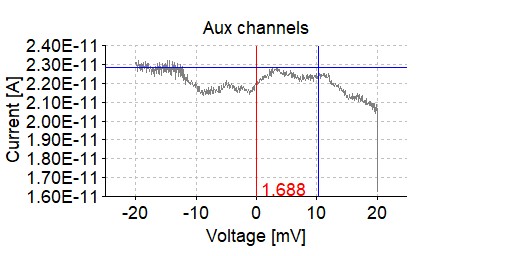 Aux channels
2.40E-11
2.30E-11
2.20E-11
2.10E-11
2.00E-11
1.90E-11
1.80E-11
1.70E-11
1.60E-11
Current [A]
1.688
-20 -10 0 10 20
Voltage [mV]